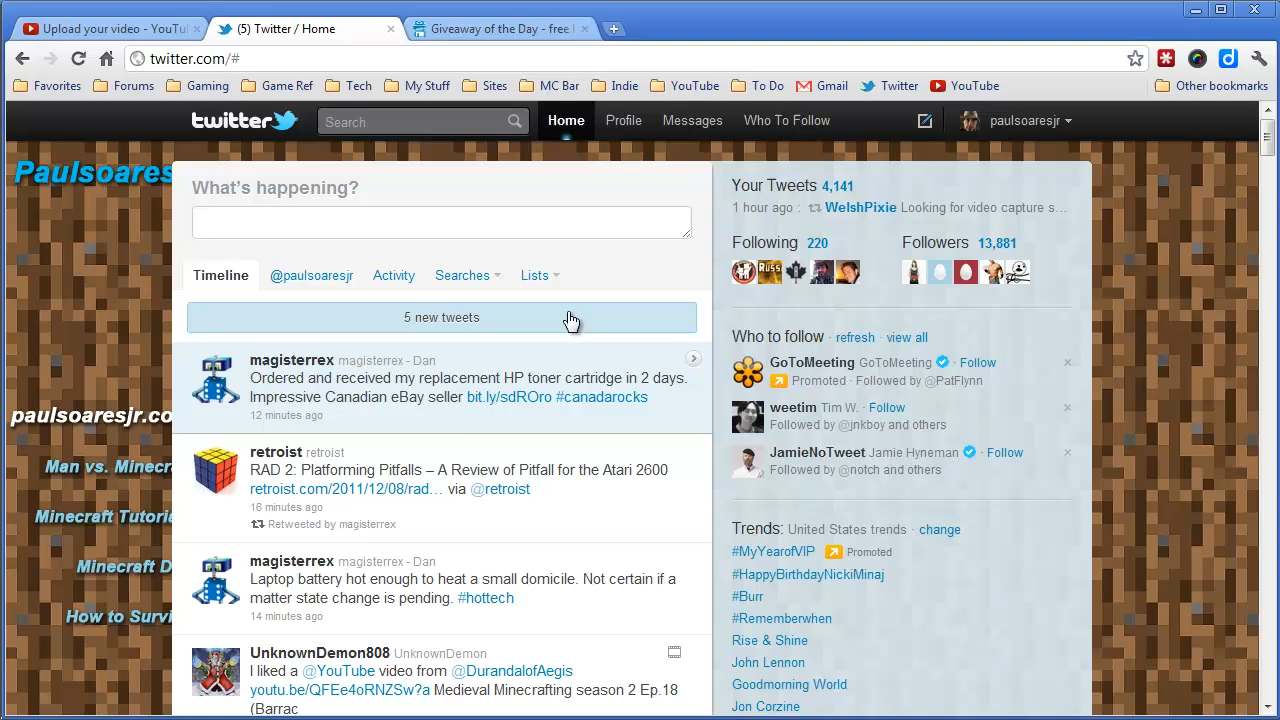 Upload your video - YouTu
(5) Twitter / Home
Giveaway of the Day - free
twitter.com/#
Favorites
Forums
Gaming
Game Ref
Tech
My Stuff
Sites
MC Bar
Indie
YouTube
To Do
Gmail
Twitter
YouTube
Other bookmarks
twitter
Search
Home
Profile
Messages
Who To Follow
paulsoaresjr
Paulsoares
paulsoaresjr.co
Man vs. Minecr
Minecraft Tutoria
Minecraft D
How to Survi
What's happening?
Timeline
@paulsoaresjr
Activity
Searches
Lists
5 new tweets
magisterrex magisterrex - Dan
Ordered and received my replacement HP toner cartridge in 2 days.
Impressive Canadian eBay seller bit.ly/sdROro #canadarocks
12 minutes ago
retroist retroist
RAD 2: Platforming Pitfalls – A Review of Pitfall for the Atari 2600
retroist.com/2011/12/08/rad… via @retroist
16 minutes ago
Retweeted by magisterrex
magisterrex magisterrex - Dan
Laptop battery hot enough to heat a small domicile. Not certain if a
matter state change is pending. #hottech
14 minutes ago
UnknownDemon808 UnknownDemon
I liked a @YouTube video from @DurandalofAegis
youtu.be/QFEe4oRNZSw?a Medieval Minecrafting season 2 Ep.18
(Barrac
Your Tweets 4,141
1 hour ago : WelshPixie Looking for video capture s…
Following 220
Followers 13,881
Who to follow · refresh · view all
GoToMeeting GoToMeeting · Follow
Promoted · Followed by @PatFlynn
weetim Tim W. · Follow
Followed by @jnkboy and others
JamieNoTweet Jamie Hyneman · Follow
Followed by @notch and others
Trends: United States trends · change
#MyYearofVIP Promoted
#HappyBirthdayNickiMinaj
#Burr
#Rememberwhen
Rise & Shine
John Lennon
Goodmorning World
Jon Corzine